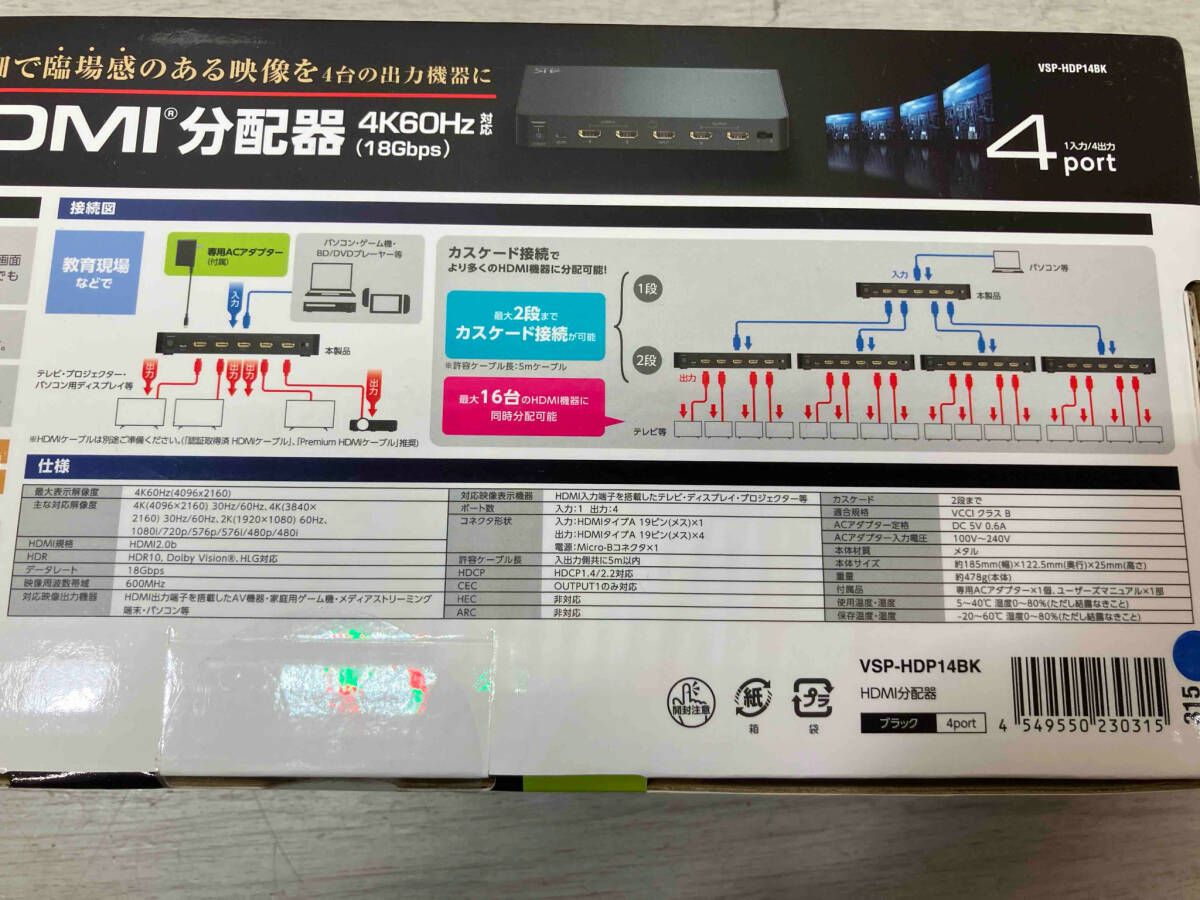 で臨場感のある映像を4台の出力機器に
DMI®分配器 4K60Hz対応
(18Gbps)
VSP-HDP14BK
4 port
1入力/4出力
画面
でも
接続図
教育現場
などで
専用ACアダプター
(付属)
パソコン・ゲーム機・
BD/DVDプレーヤー等
入力
本製品
テレビ・プロジェクター・
パソコン用ディスプレイ等
出力
出力
出力
出力
※HDMIケーブルは別途ご準備ください。(「認証取得済 HDMIケーブル」、「Premium HDMIケーブル」推奨)
カスケード接続で
より多くのHDMI機器に分配可能!
最大2段まで
カスケード接続が可能
※許容ケーブル長:5mケーブル
最大16台のHDMI機器に
同時分配可能
1段
2段
入力
パソコン等
本製品
出力
テレビ等
仕様
最大表示解像度 4K60Hz(4096x2160)
主な対応解像度 4K(4096×2160) 30Hz/60Hz、4K(3840×
2160) 30Hz/60Hz、2K(1920×1080) 60Hz、
1080i/720p/576p/576i/480p/480i
HDMI規格 HDMI2.0b
HDR HDR10, Dolby Vision®, HLG対応
データレート 18Gbps
映像周波数帯域 600MHz
対応映像出力機器 HDMI出力端子を搭載したAV機器・家庭用ゲーム機・メディアストリーミング
端末・パソコン等
対応映像表示機器 HDMI入力端子を搭載したテレビ・ディスプレイ・プロジェクター等
ポート数 入力:1 出力:4
コネクタ形状 入力:HDMIタイプA 19ピン(メス)×1
出力:HDMIタイプA 19ピン(メス)×4
電源:Micro-Bコネクタ×1
許容ケーブル長 入出力側共に5m以内
HDCP HDCP1.4/2.2対応
CEC OUTPUT1のみ対応
HEC 非対応
ARC 非対応
カスケード 2段まで
適合規格 VCCI クラス B
ACアダプター定格 DC 5V 0.6A
ACアダプター入力電圧 100V~240V
本体材質 メタル
本体サイズ 約185mm(幅)×122.5mm(奥行)×25mm(高さ)
重量 約478g(本体)
付属品 専用ACアダプター×1個、ユーザーズマニュアル×1部
使用温度・湿度 5~40℃ 湿度0~80%(ただし結露なきこと)
保存温度・湿度 -20~60℃ 湿度0~80%(ただし結露なきこと)
開封注意
紙
箱
プラ
袋
VSP-HDP14BK
HDMI分配器
ブラック 4port
4 549550 230315
315